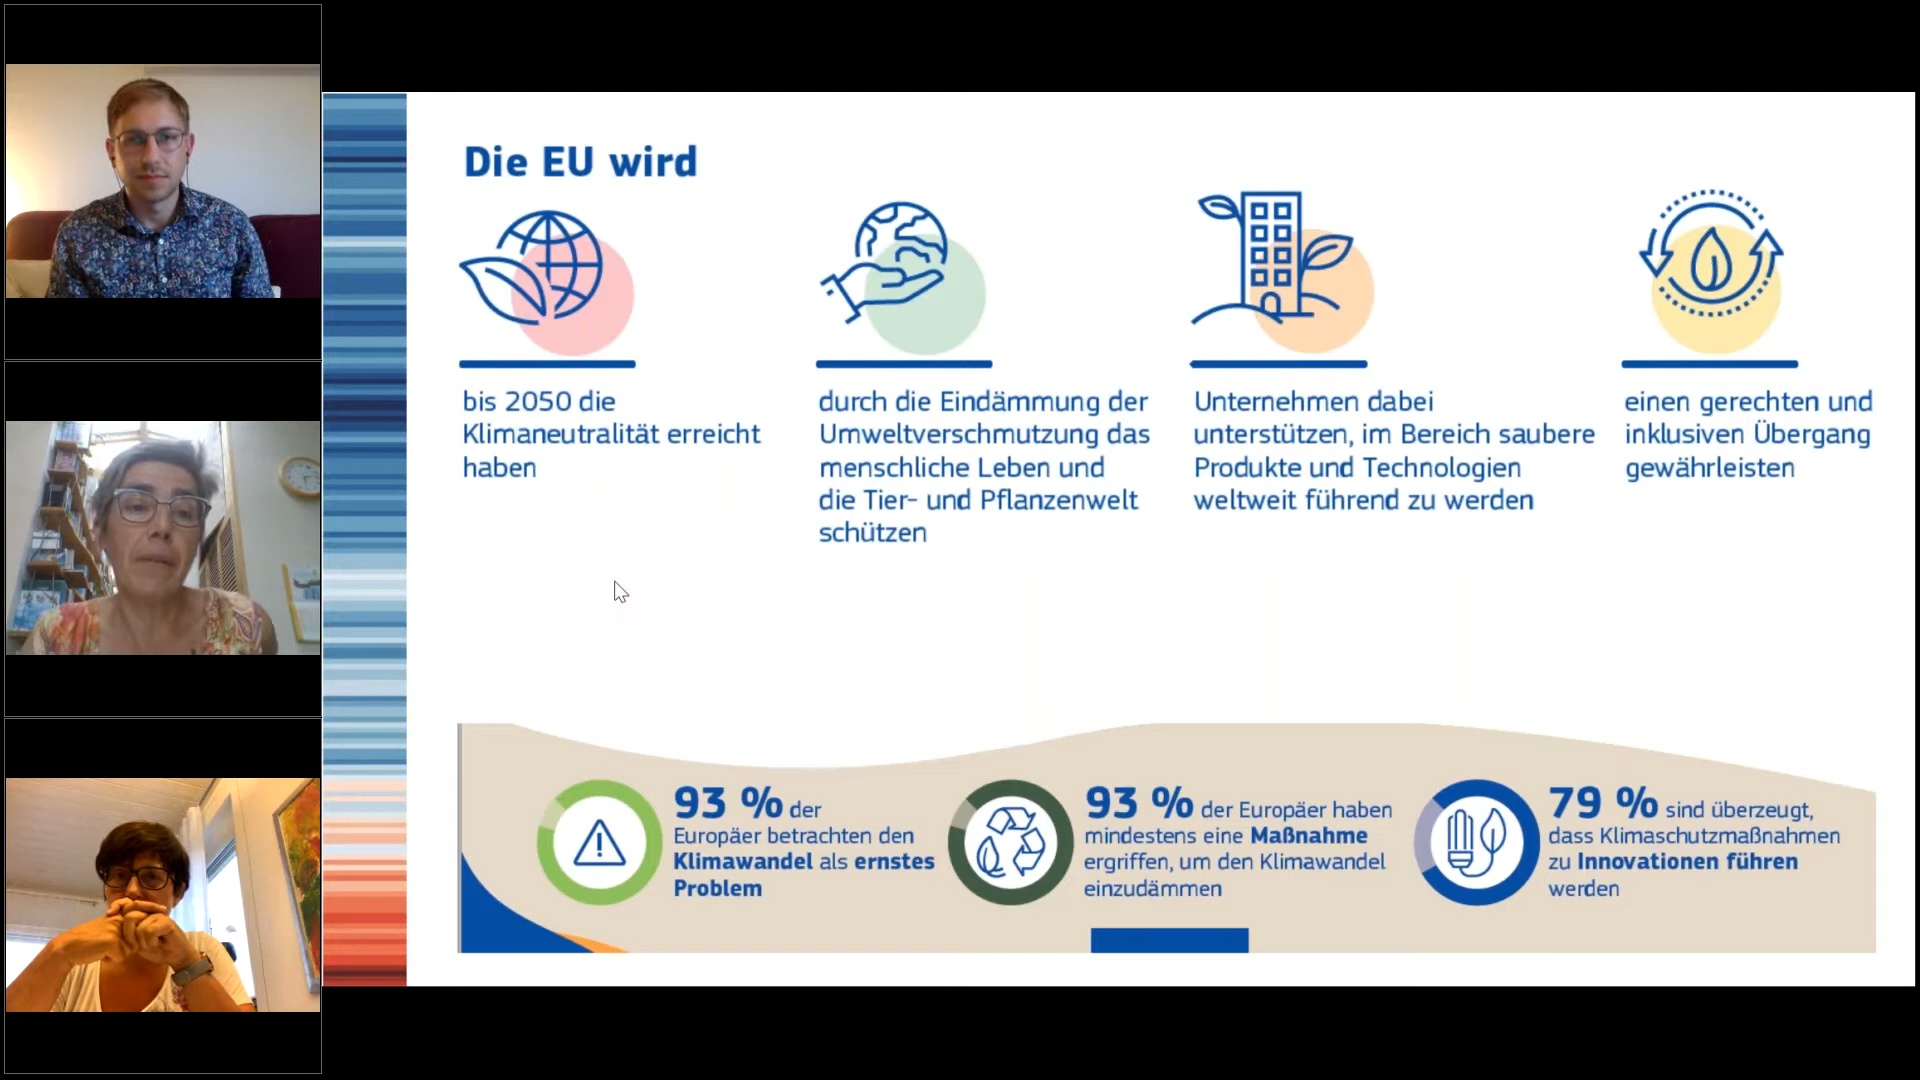 Die EU wird
bis 2050 die
Klimaneutralität erreicht
haben
durch die Eindämmung der
Umweltverschmutzung das
menschliche Leben und
die Tier- und Pflanzenwelt
schützen
Unternehmen dabei
unterstützen, im Bereich saubere
Produkte und Technologien
weltweit führend zu werden
einen gerechten und
inklusiven Übergang
gewährleisten
93 % der
Europäer betrachten den
Klimawandel als ernstes
Problem
93 % der Europäer haben
mindestens eine Maßnahme
ergriffen, um den Klimawandel
einzudämmen
79 % sind überzeugt,
dass Klimaschutzmaßnahmen
zu Innovationen führen
werden